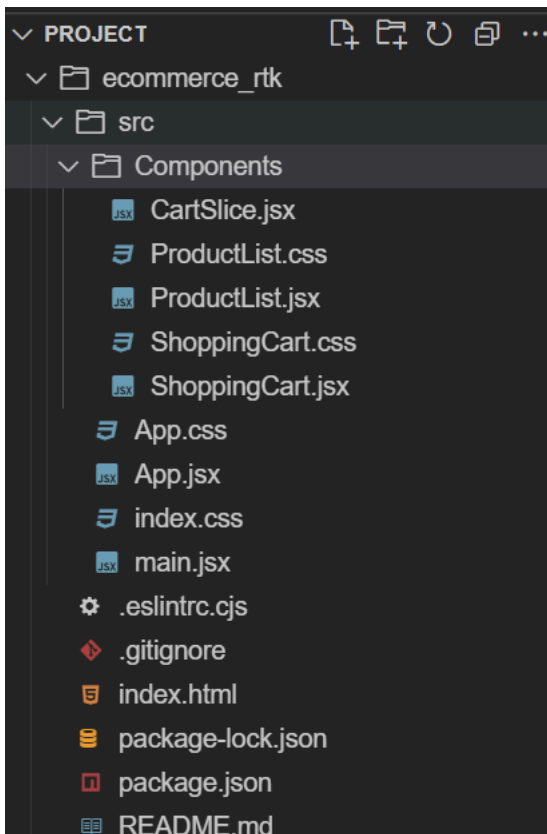 PROJECT
ecommerce_rtk
src
Components
JSX CartSlice.jsx
ProductList.css
JSX ProductList.jsx
ShoppingCart.css
JSX ShoppingCart.jsx
App.css
JSX App.jsx
index.css
JSX main.jsx
.eslintrc.cjs
.gitignore
index.html
package-lock.json
package.json
README.md